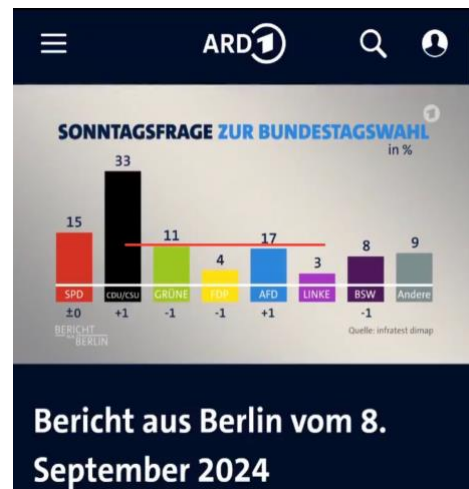 ARD 1
1
SONNTAGSFRAGE ZUR BUNDESTAGSWAHL
in %
15 33 11 4 17 3 8 9
SPD CDU/CSU GRÜNE FDP AFD LINKE BSW Andere
±0 +1 -1 -1 +1 -1
BERICHT AUS BERLIN
Quelle: infratest dimap
Bericht aus Berlin vom 8.
September 2024